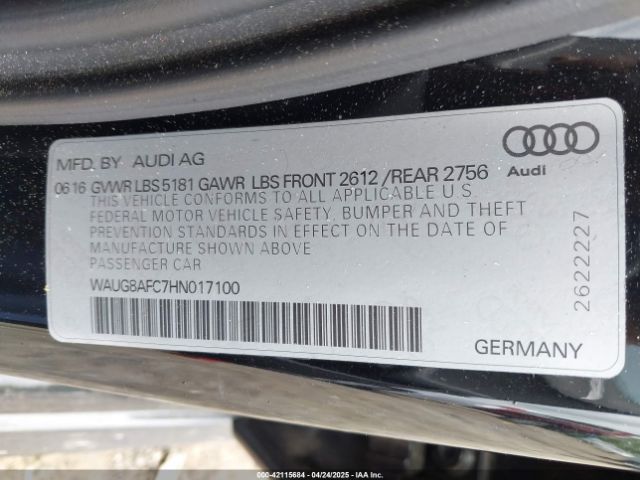 MFD. BY AUDI AG
0616 GVWR LBS 5181 GAWR LBS FRONT 2612 /REAR 2756
THIS VEHICLE CONFORMS TO ALL APPLICABLE U.S.
FEDERAL MOTOR VEHICLE SAFETY, BUMPER AND THEFT
PREVENTION STANDARDS IN EFFECT ON THE DATE OF
MANUFACTURE SHOWN ABOVE
PASSENGER CAR
WAUG8AFC7HN017100
Audi
2622227
GERMANY
000-42115684 - 04/24/2025 - IAA Inc.